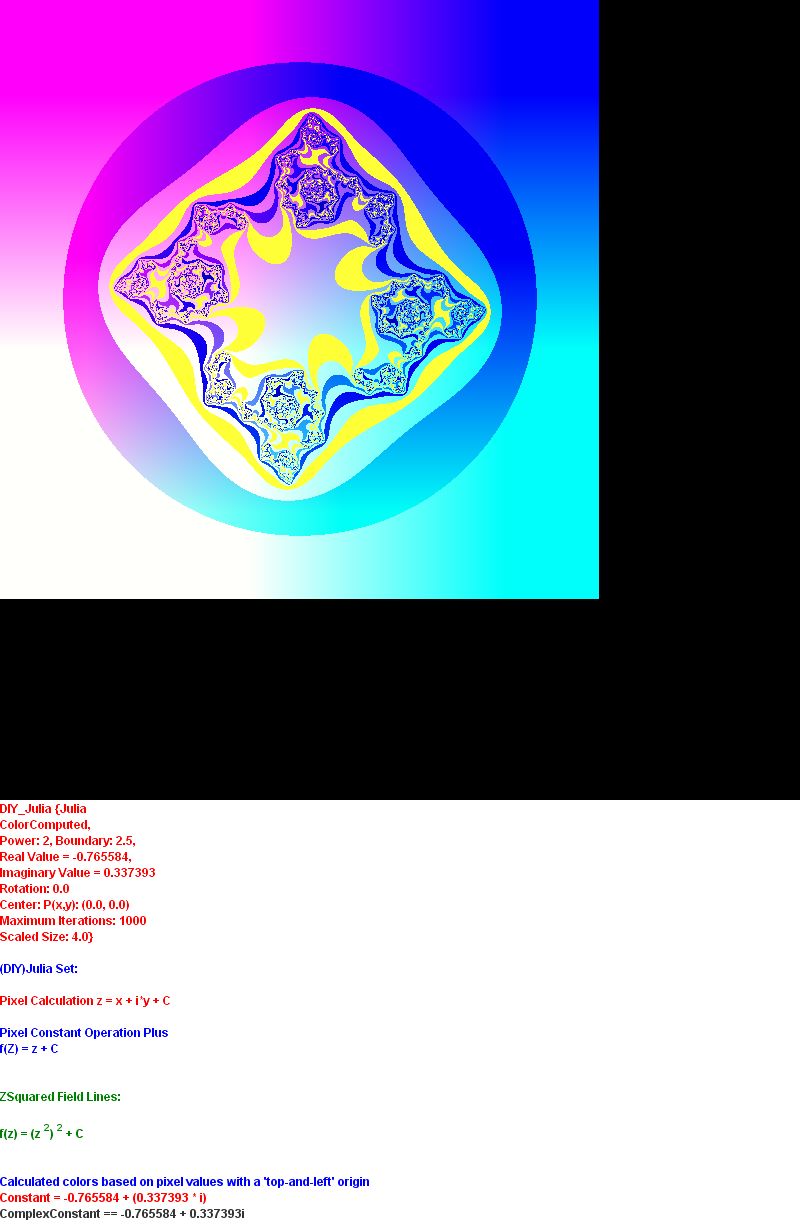 DIY_Julia {Julia
ColorComputed,
Power: 2, Boundary: 2.5,
Real Value = -0.765584,
Imaginary Value = 0.337393
Rotation: 0.0
Center: P(x,y): (0.0, 0.0)
Maximum Iterations: 1000
Scaled Size: 4.0}
(DIY)Julia Set:
Pixel Calculation z = x + i*y + C
Pixel Constant Operation Plus
f(Z) = z + C
ZSquared Field Lines:
f(z) = (z ²) ² + C
Calculated colors based on pixel values with a 'top-and-left' origin
Constant = -0.765584 + (0.337393 * i)
ComplexConstant == -0.765584 + 0.337393i